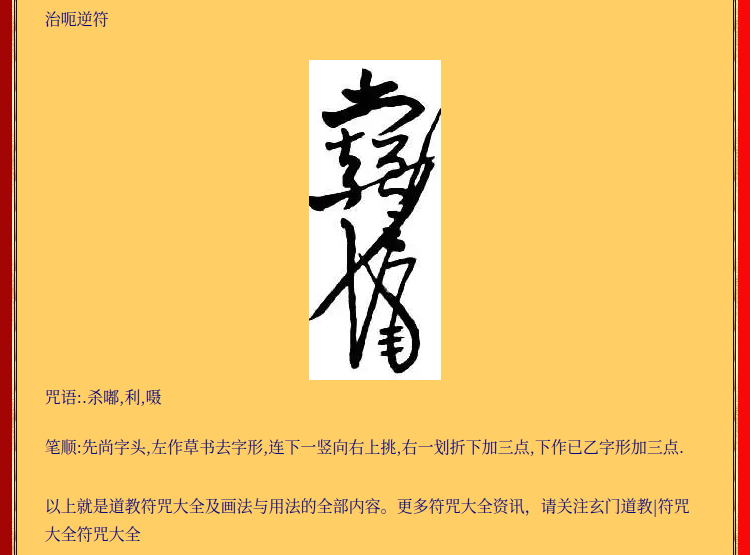 治呃逆符
咒语:.杀嘟,利,嗫
笔顺:先尚字头,左作草书去字形,连下一竖向右上挑,右一划折下加三点,下作已乙字形加三点.
以上就是道教符咒大全及画法与用法的全部内容。更多符咒大全资讯，请关注玄门道教|符咒
大全符咒大全